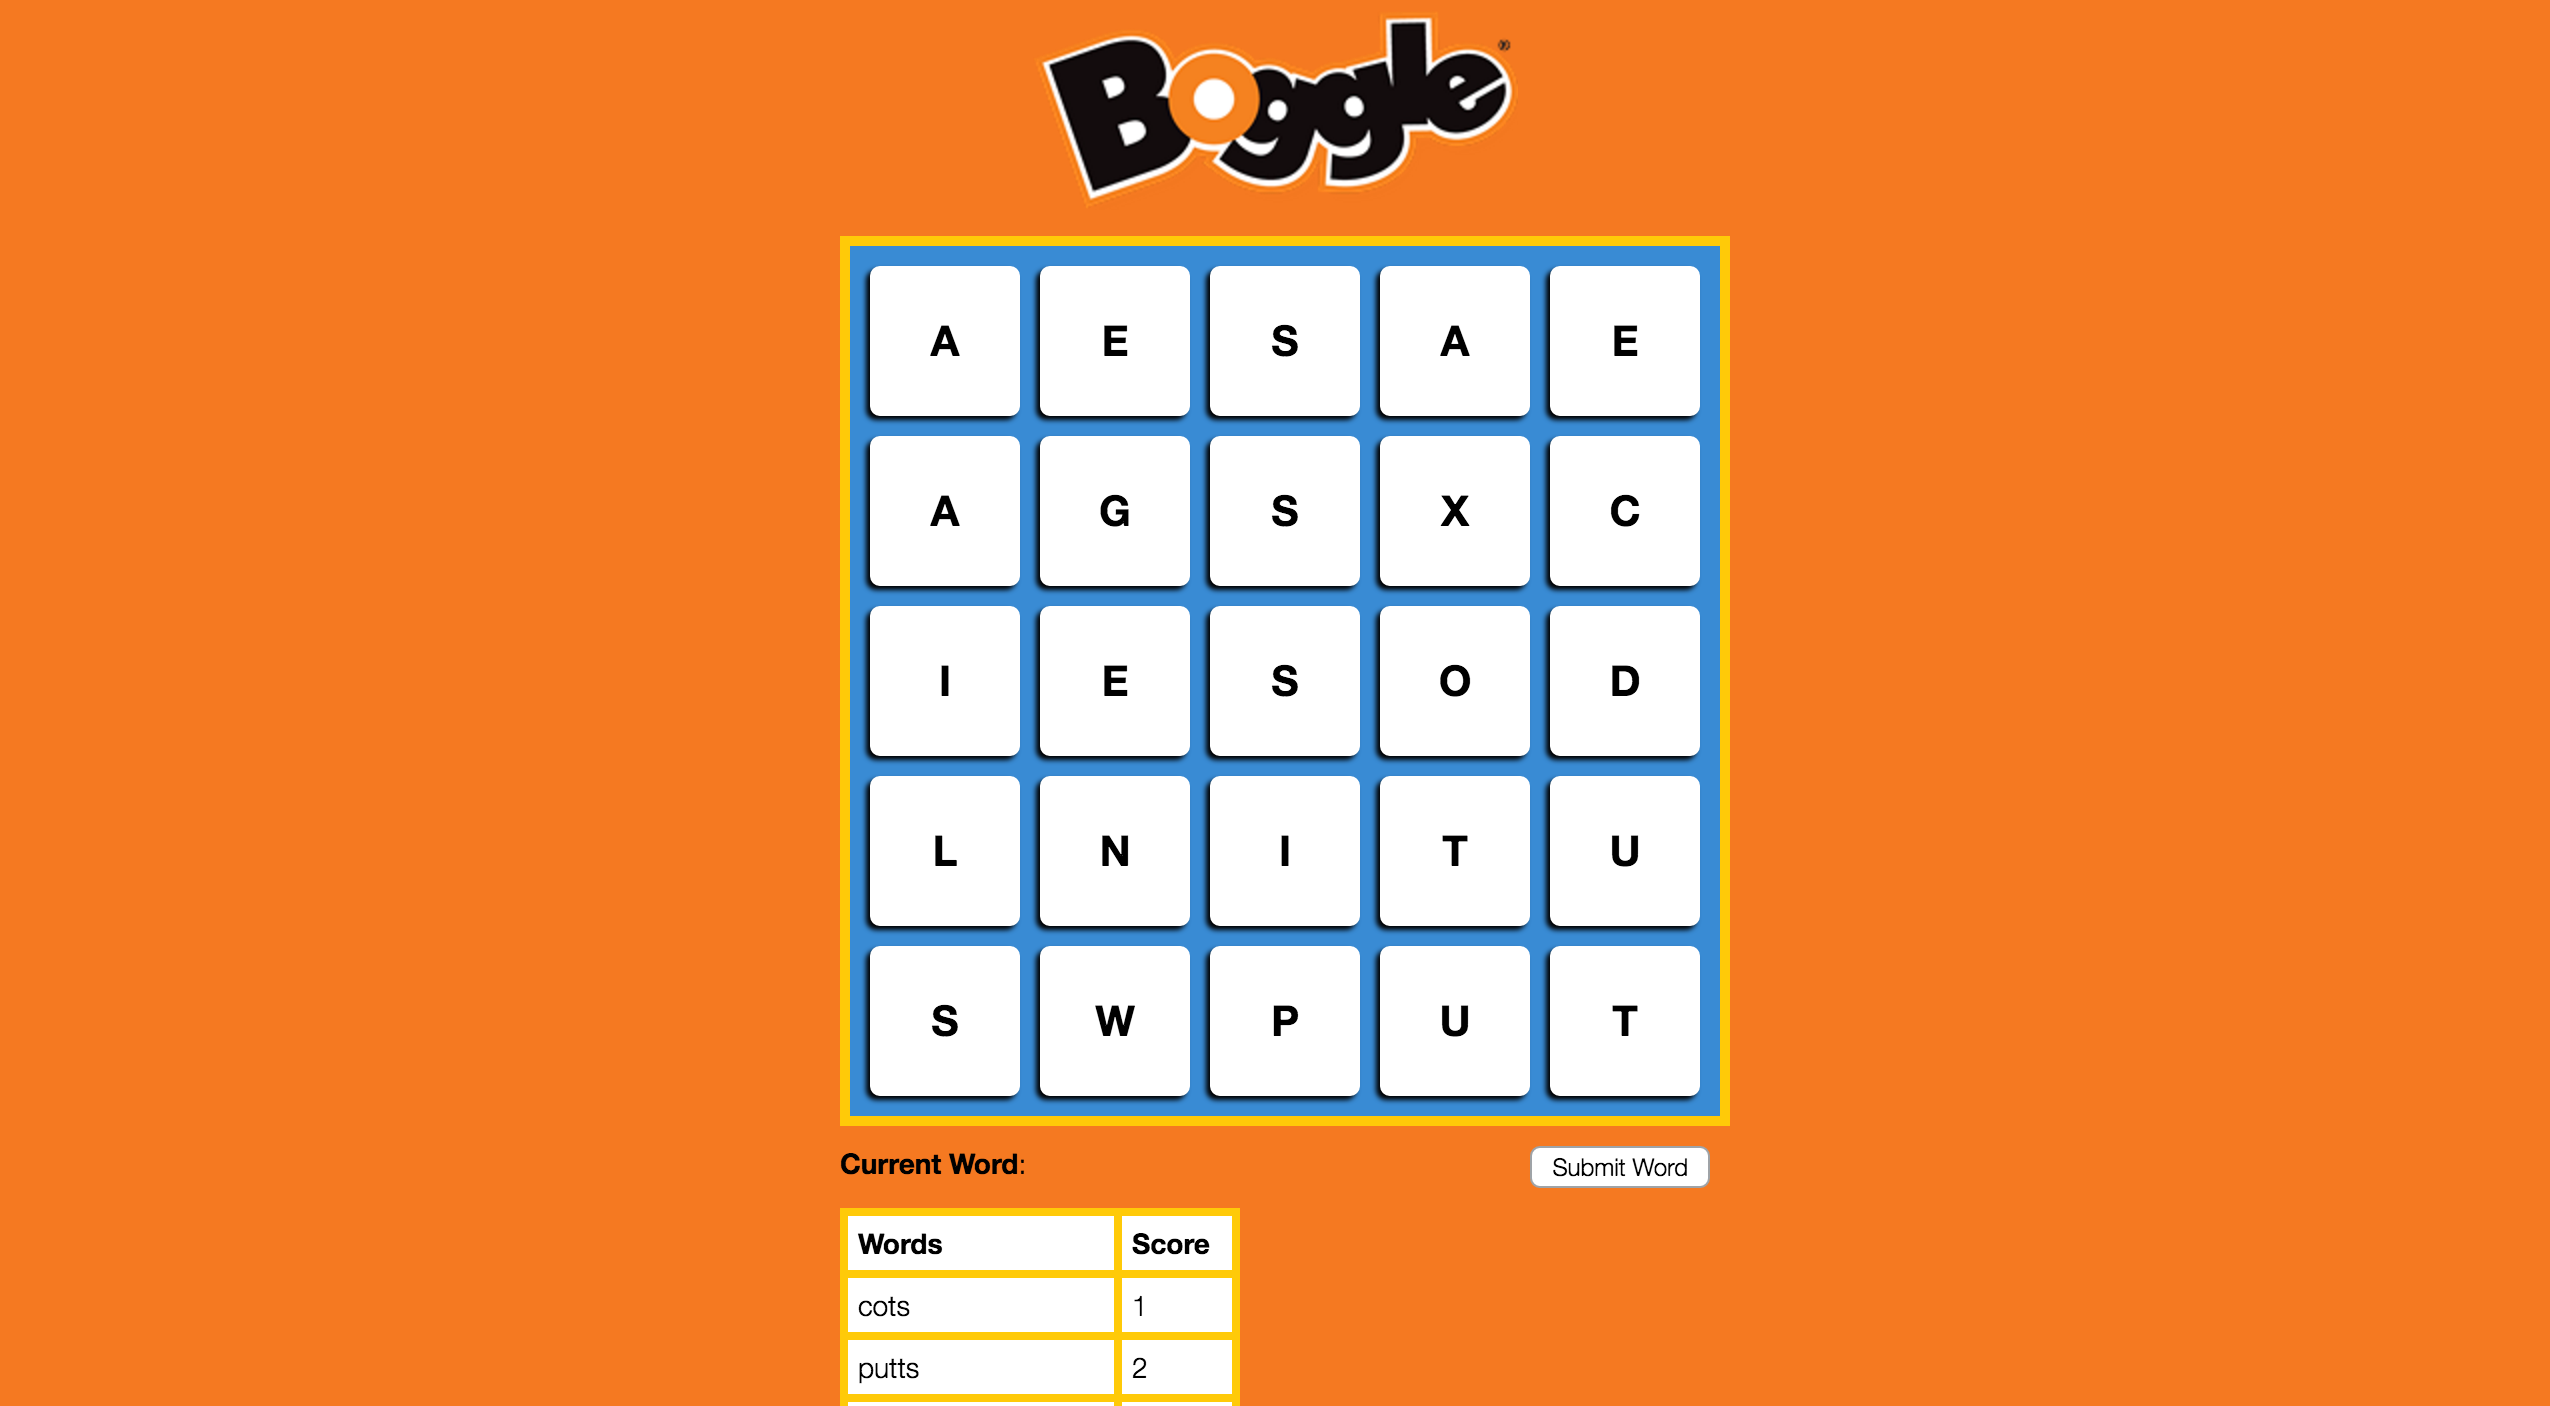 Boggle®
A E S A E
A G S X C
I E S O D
L N I T U
S W P U T
Current Word:
Submit Word
Words Score
cots 1
putts 2